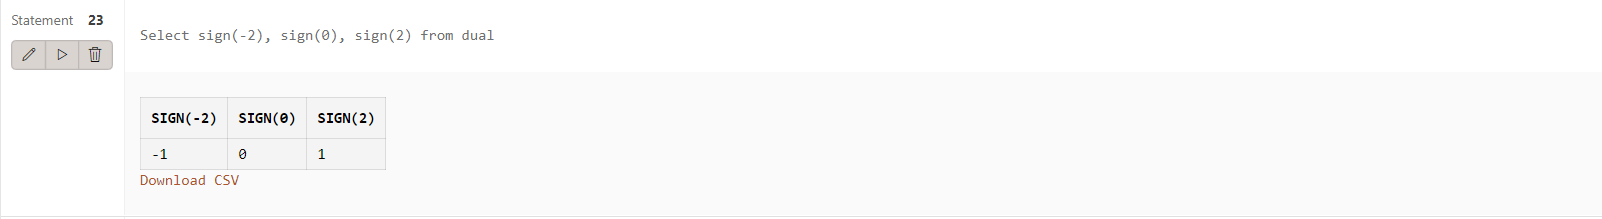 Statement 23
Select sign(-2), sign(0), sign(2) from dual
SIGN(-2) SIGN(0) SIGN(2)
-1 0 1
Download CSV